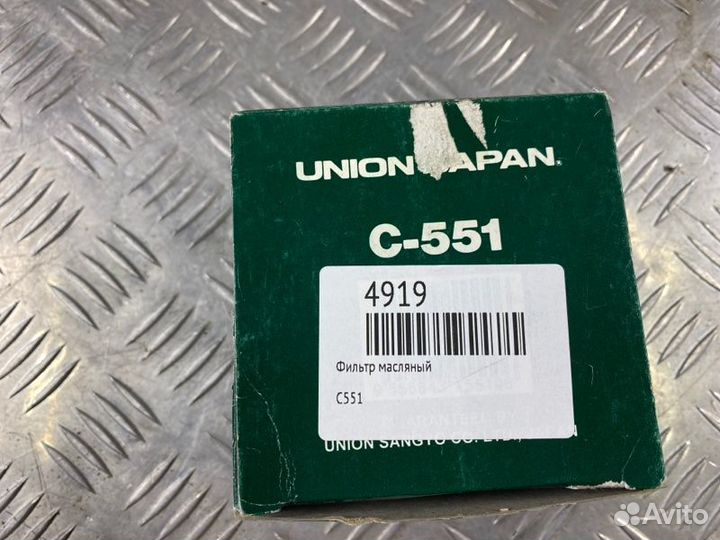 UNION JAPAN
C-551
4919
Фильтр масляный
C551
UNION SANGYO CO. LTD.,
Avito